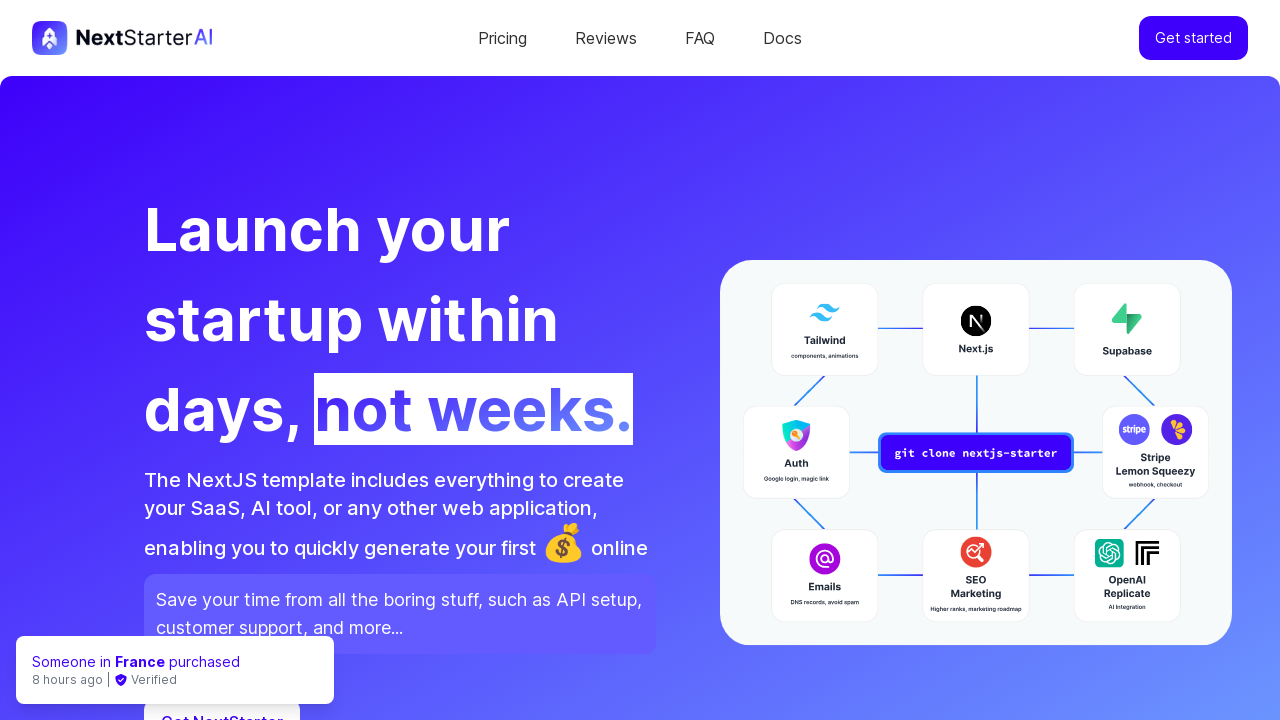 NextStarterAI
Pricing
Reviews
FAQ
Docs
Get started
Launch your
startup within
days, not weeks.
The NextJS template includes everything to create
your SaaS, AI tool, or any other web application,
enabling you to quickly generate your first 💰 online
Save your time from all the boring stuff, such as API setup,
customer support, and more...
Someone in France purchased
8 hours ago | Verified
Get NextStarter
Tailwind
components, animations
Next.js
Supabase
Auth
Google login, magic link
git clone nextjs-starter
stripe
Stripe
Lemon Squeezy
webhook, checkout
Emails
DNS records, avoid spam
SEO
Marketing
Higher ranks, marketing roadmap
OpenAI
Replicate
AI Integration